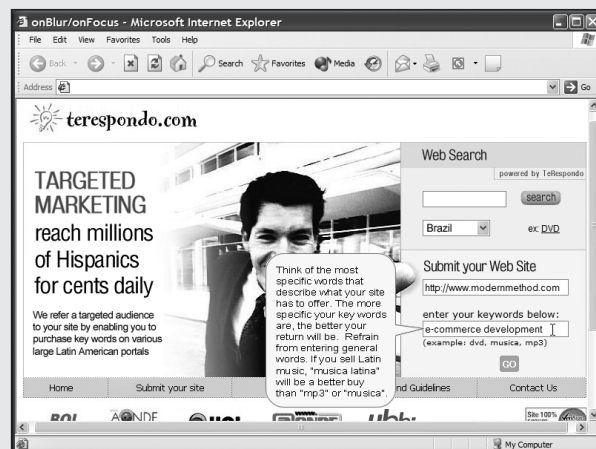 onBlur/onFocus - Microsoft Internet Explorer
File Edit View Favorites Tools Help
Back Search Favorites Media
Address Go
terespondo.com
Web Search
powered by TeRespondo
search
Brazil ex: DVD
TARGETED
MARKETING
reach millions
of Hispanics
for cents daily
We refer a targeted audience
to your site by enabling you to
purchase key words on various
large Latin American portals
Submit your Web Site
http://www.modernmethod.com
enter your keywords below:
e-commerce development
(example: dvd, musica, mp3)
GO
Think of the most
specific words that
describe what your site
has to offer. The more
specific your key words
are, the better your
return will be. Refrain
from entering general
words. If you sell Latin
music, "musica latina"
will be a better buy
than "mp3" or "musica".
Home Submit your site and Guidelines Contact Us
Site 100%
My Computer